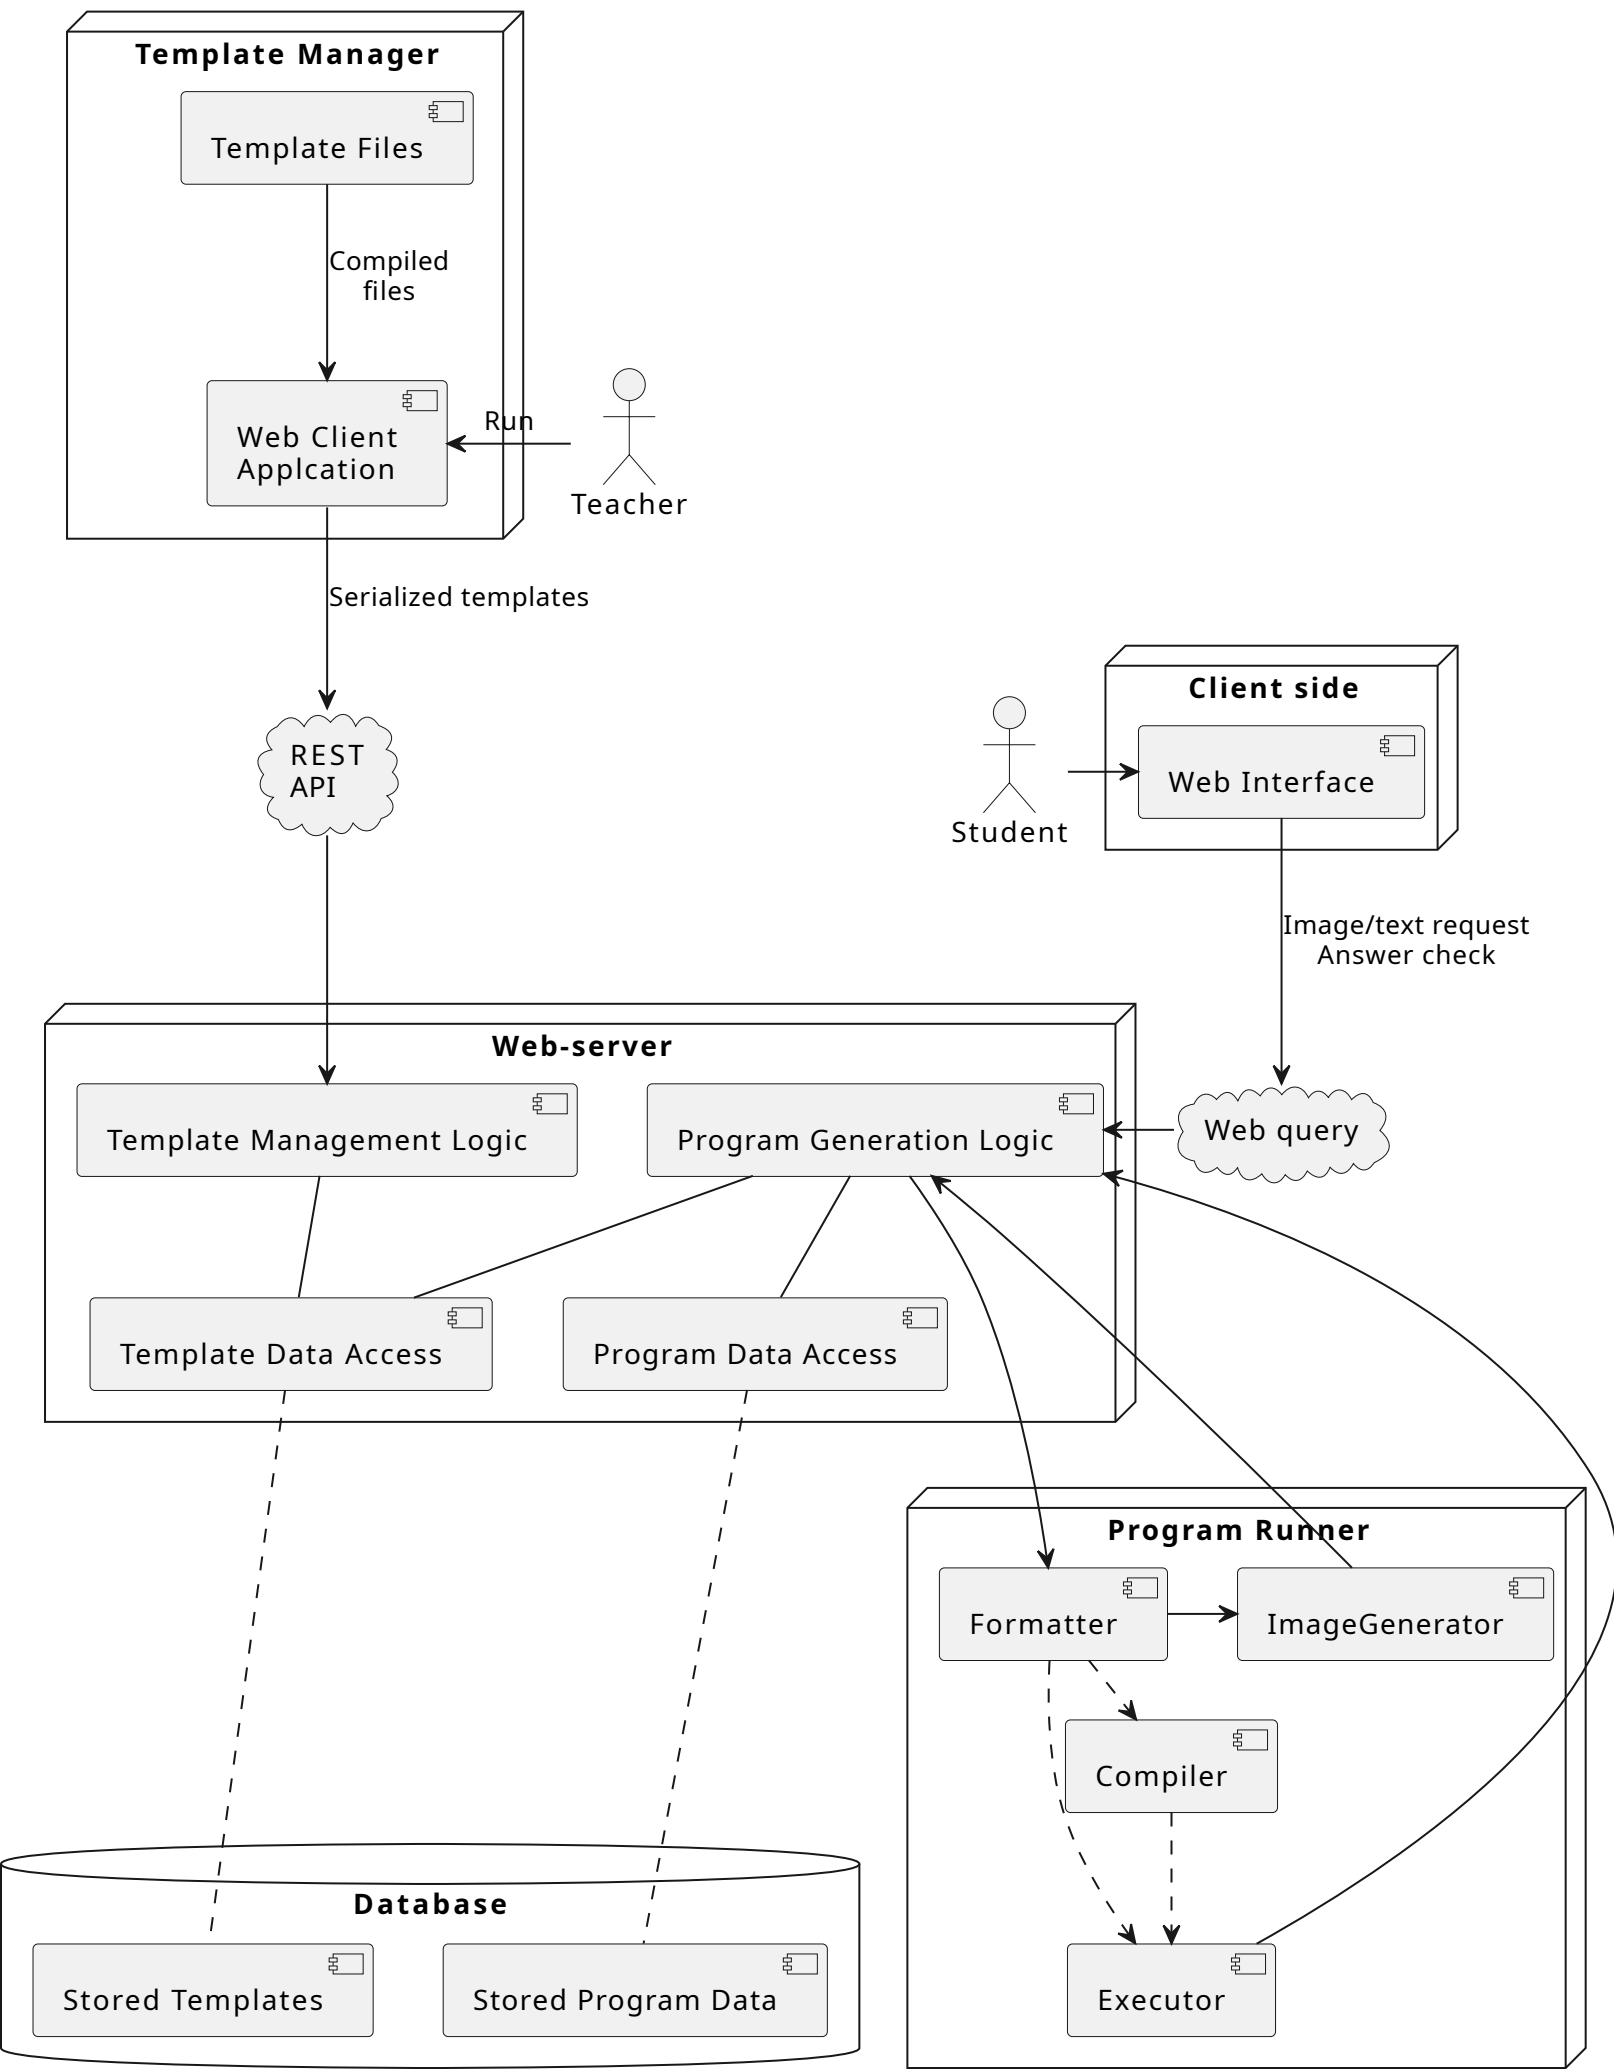 Template Manager
Template Files
Compiled
files
Web Client
Applcation
Run
Teacher
Serialized templates
REST
API
Client side
Web Interface
Student
Image/text request
Answer check
Web-server
Template Management Logic
Program Generation Logic
Web query
Template Data Access
Program Data Access
Program Runner
Formatter
ImageGenerator
Compiler
Executor
Database
Stored Templates
Stored Program Data